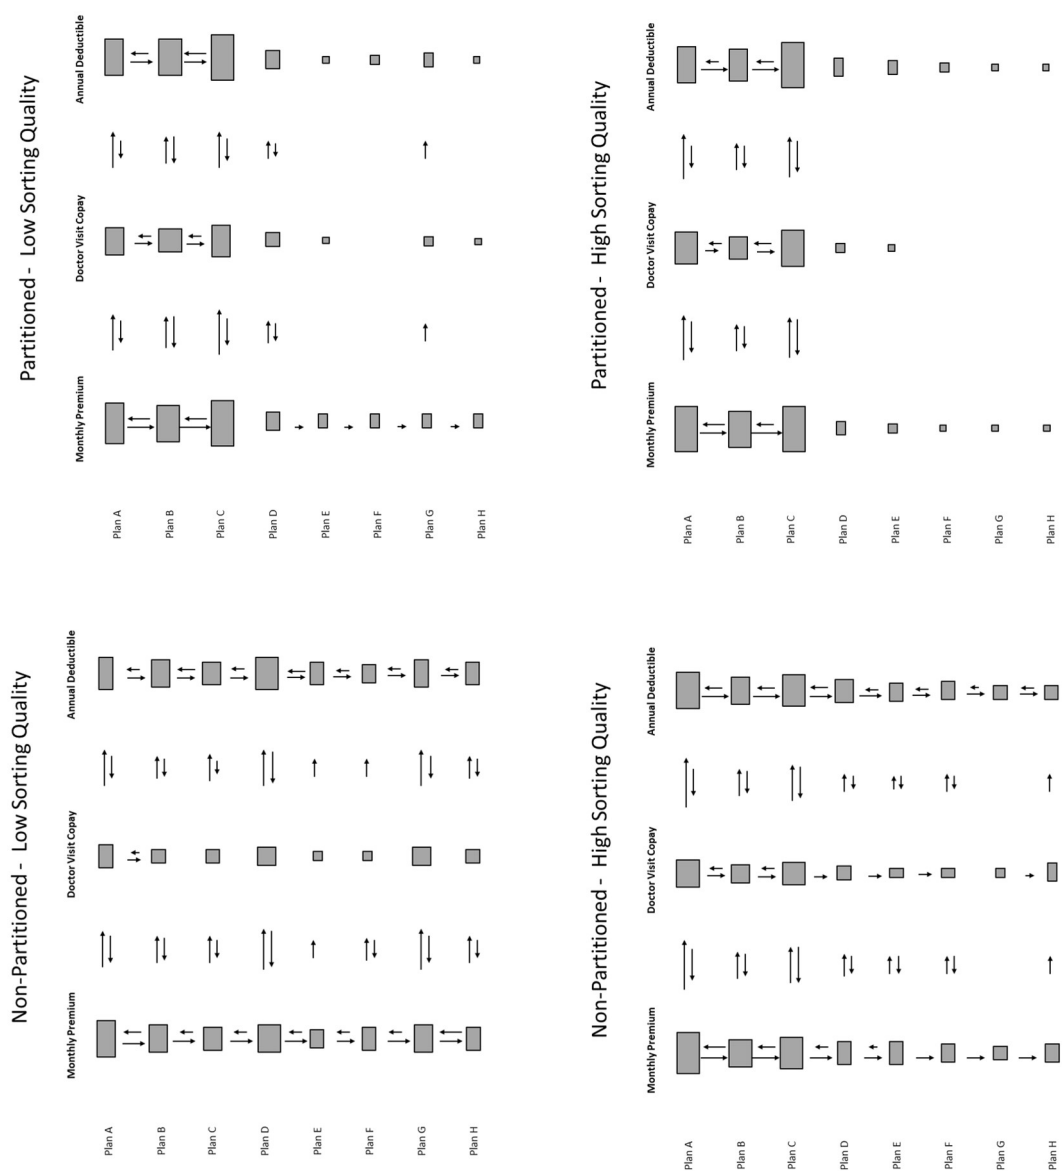 Non-Partitioned - Low Sorting Quality
Monthly Premium
Doctor Visit Copay
Annual Deductible
Plan A
Plan B
Plan C
Plan D
Plan E
Plan F
Plan G
Plan H
Partitioned - Low Sorting Quality
Monthly Premium
Doctor Visit Copay
Annual Deductible
Plan A
Plan B
Plan C
Plan D
Plan E
Plan F
Plan G
Plan H
Non-Partitioned - High Sorting Quality
Monthly Premium
Doctor Visit Copay
Annual Deductible
Plan A
Plan B
Plan C
Plan D
Plan E
Plan F
Plan G
Plan H
Partitioned - High Sorting Quality
Monthly Premium
Doctor Visit Copay
Annual Deductible
Plan A
Plan B
Plan C
Plan D
Plan E
Plan F
Plan G
Plan H